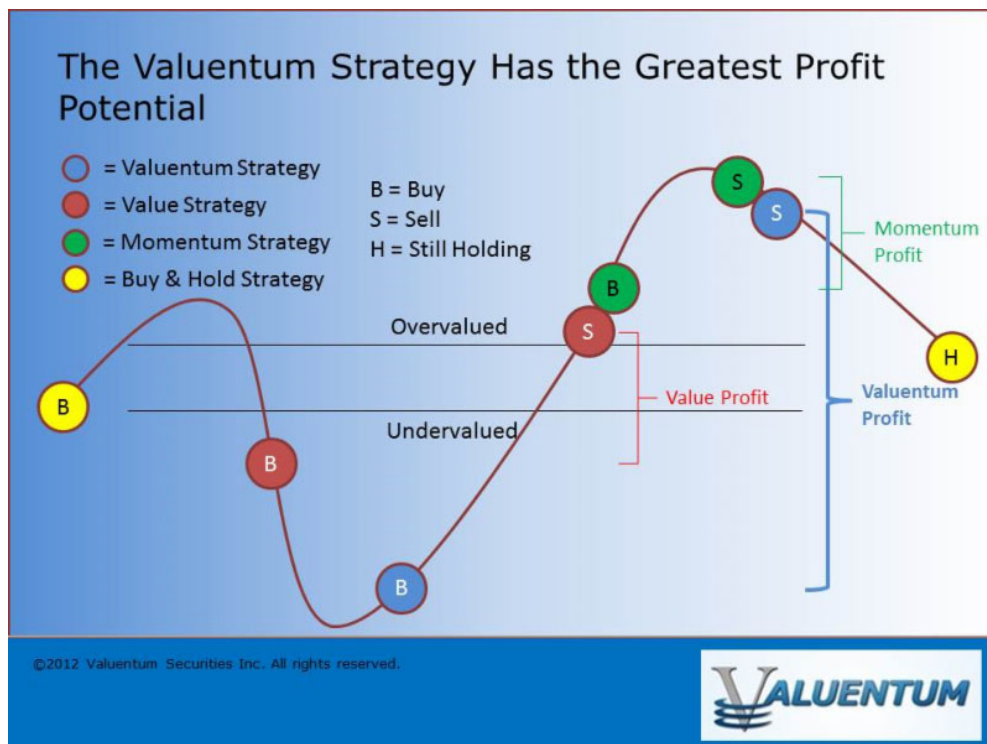 The Valuentum Strategy Has the Greatest Profit
Potential
= Valuentum Strategy
= Value Strategy
= Momentum Strategy
= Buy & Hold Strategy
B = Buy
S = Sell
H = Still Holding
S
S
Momentum
Profit
B
Overvalued
S
H
B
Value Profit
Valuentum
Profit
Undervalued
B
B
©2012 Valuentum Securities Inc. All rights reserved.
VALUENTUM